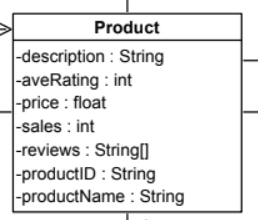 Product
-description : String
-aveRating : int
-price : float
-sales : int
-reviews : String[]
-productID : String
-productName : String